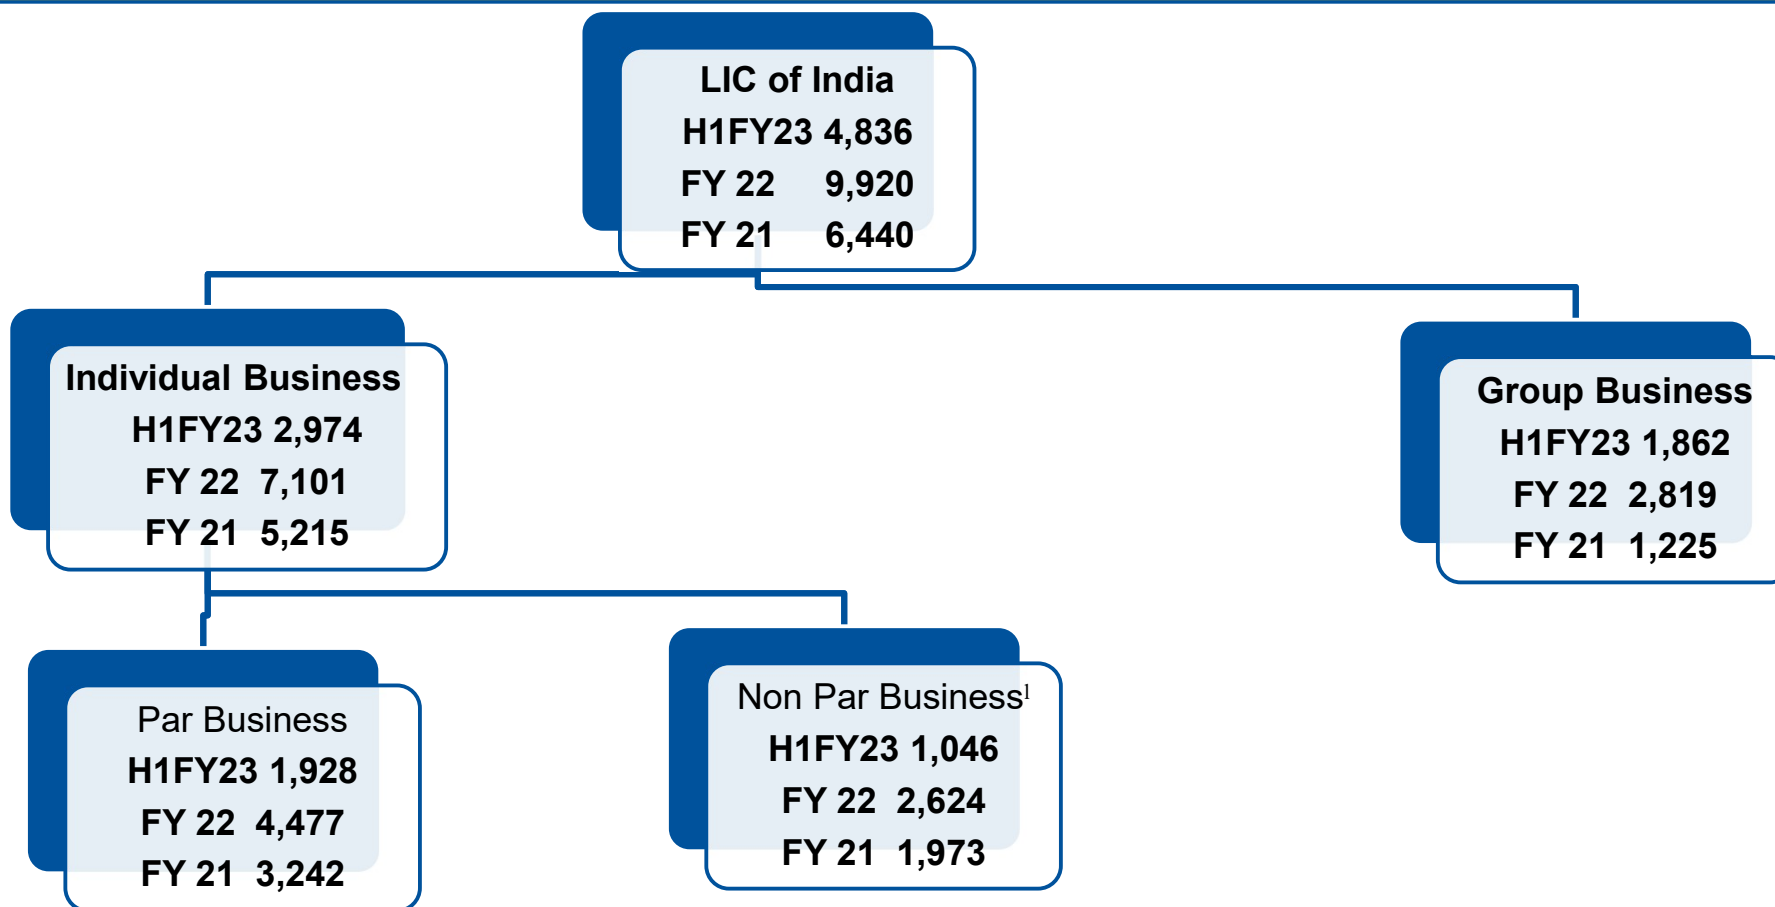 LIC of India
H1FY23 4,836
FY 22 9,920
FY 21 6,440
Individual Business
H1FY23 2,974
FY 22 7,101
FY 21 5,215
Group Business
H1FY23 1,862
FY 22 2,819
FY 21 1,225
Par Business
H1FY23 1,928
FY 22 4,477
FY 21 3,242
Non Par Business¹
H1FY23 1,046
FY 22 2,624
FY 21 1,973